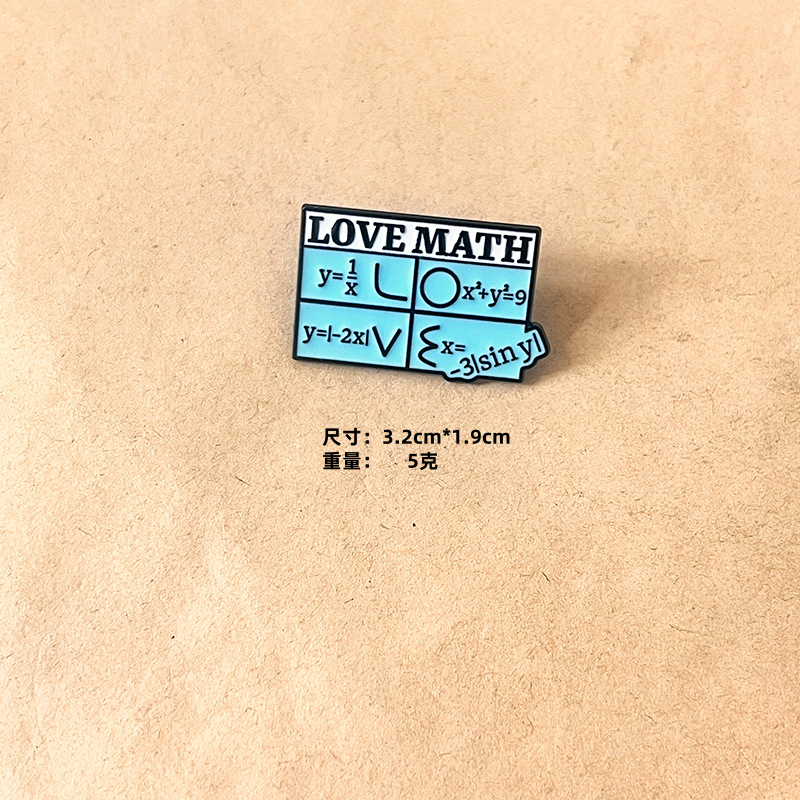 LOVE MATH
y=1/x
x²+y²=9
y=|-2x|
x=
-3|sin y|
尺寸：3.2cm*1.9cm
重量： 5克